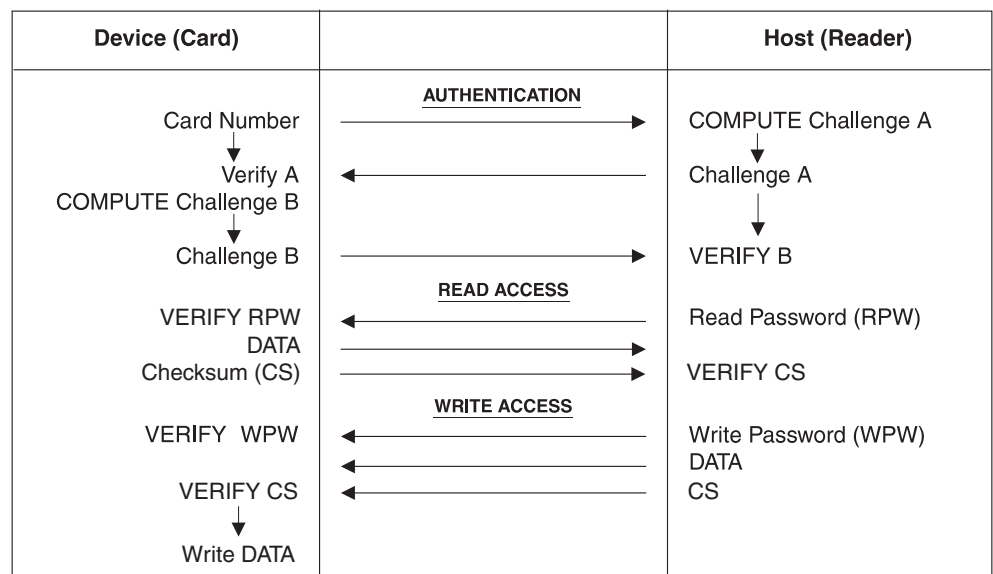 Device (Card) Host (Reader)
AUTHENTICATION
Card Number COMPUTE Challenge A
Verify A Challenge A
COMPUTE Challenge B
Challenge B VERIFY B
READ ACCESS
VERIFY RPW Read Password (RPW)
DATA
Checksum (CS) VERIFY CS
WRITE ACCESS
VERIFY WPW Write Password (WPW)
DATA
VERIFY CS CS
Write DATA